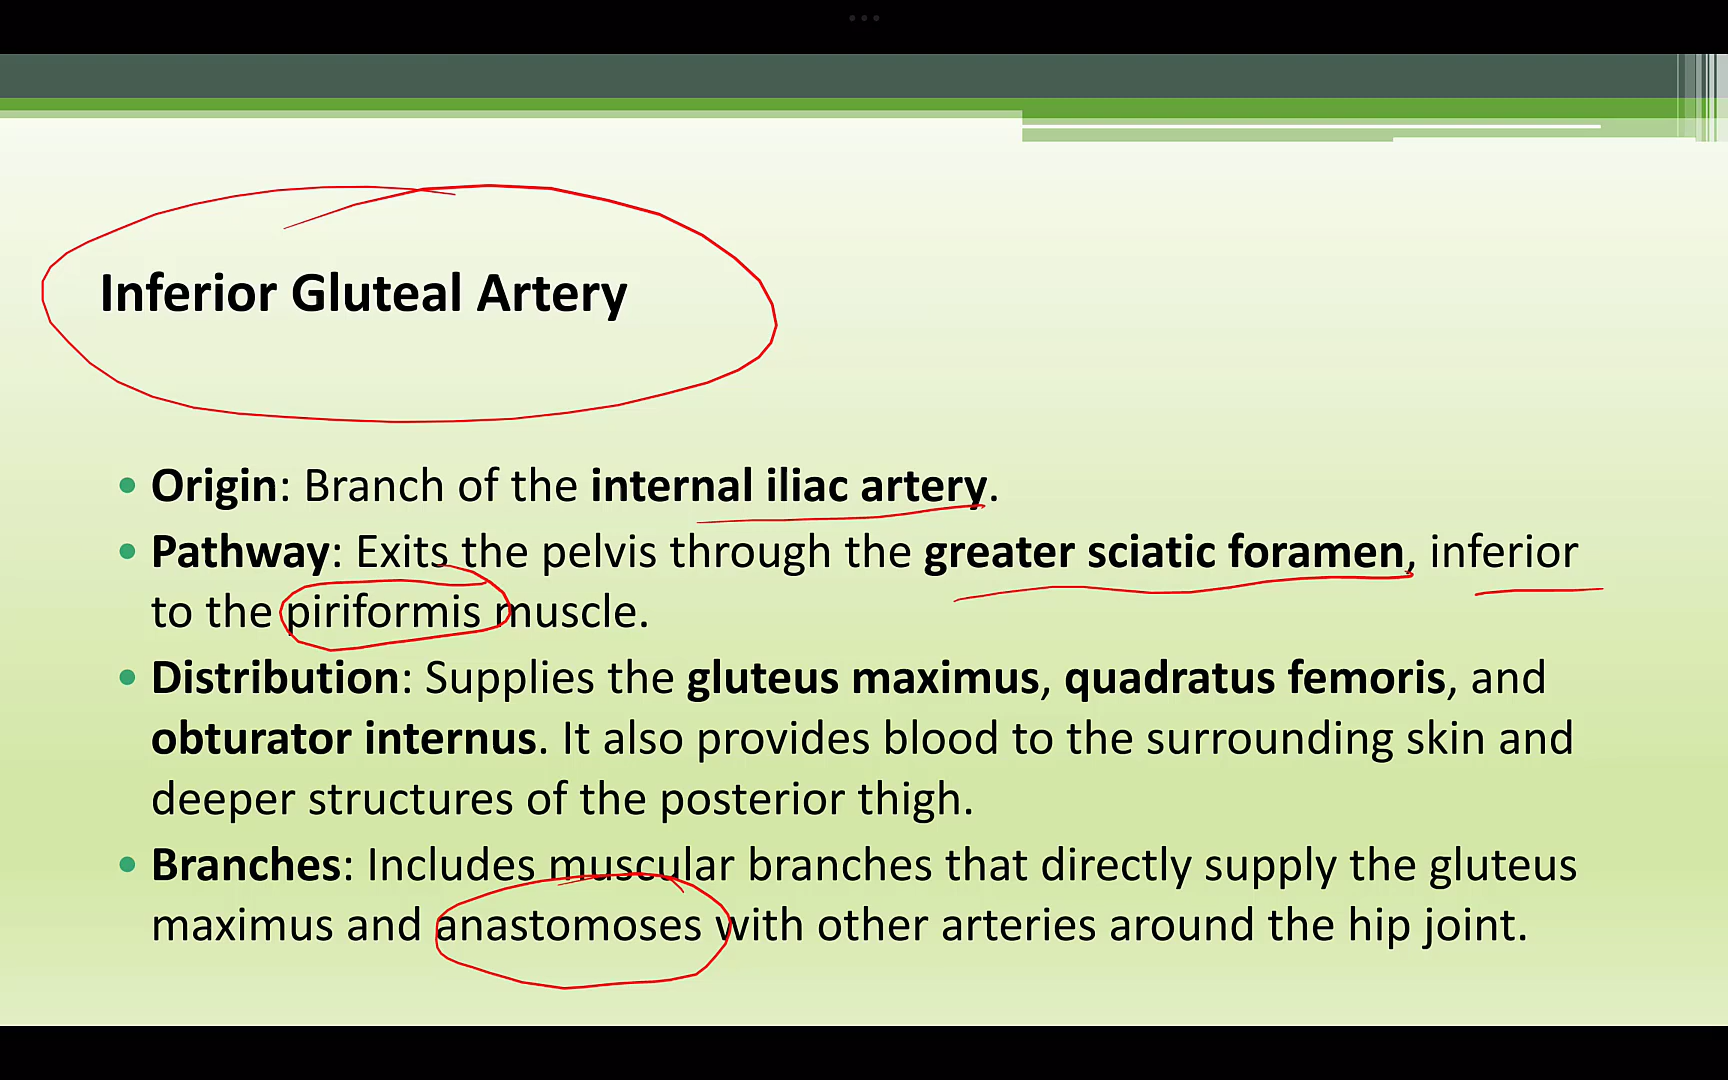 Inferior Gluteal Artery
• Origin: Branch of the internal iliac artery.
• Pathway: Exits the pelvis through the greater sciatic foramen, inferior
to the piriformis muscle.
• Distribution: Supplies the gluteus maximus, quadratus femoris, and
obturator internus. It also provides blood to the surrounding skin and
deeper structures of the posterior thigh.
• Branches: Includes muscular branches that directly supply the gluteus
maximus and anastomoses with other arteries around the hip joint.